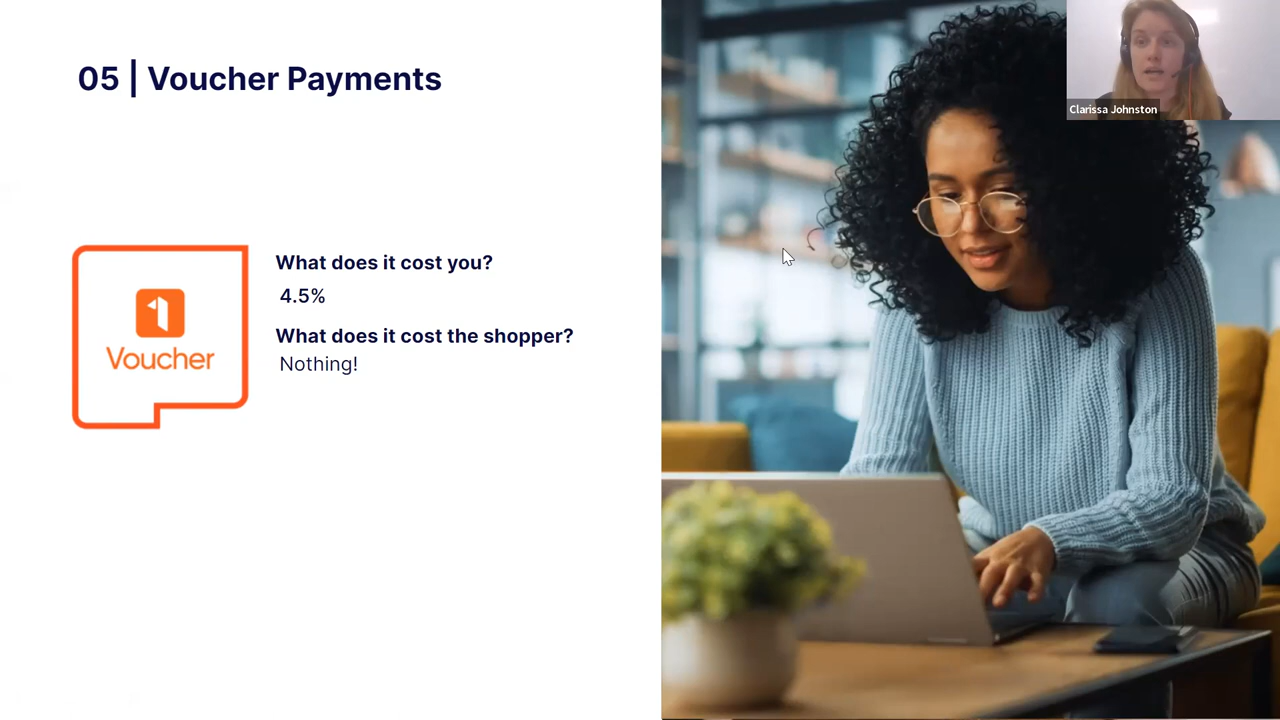 05 | Voucher Payments
Clarissa Johnston
What does it cost you?
4.5%
What does it cost the shopper?
Nothing!
1
Voucher